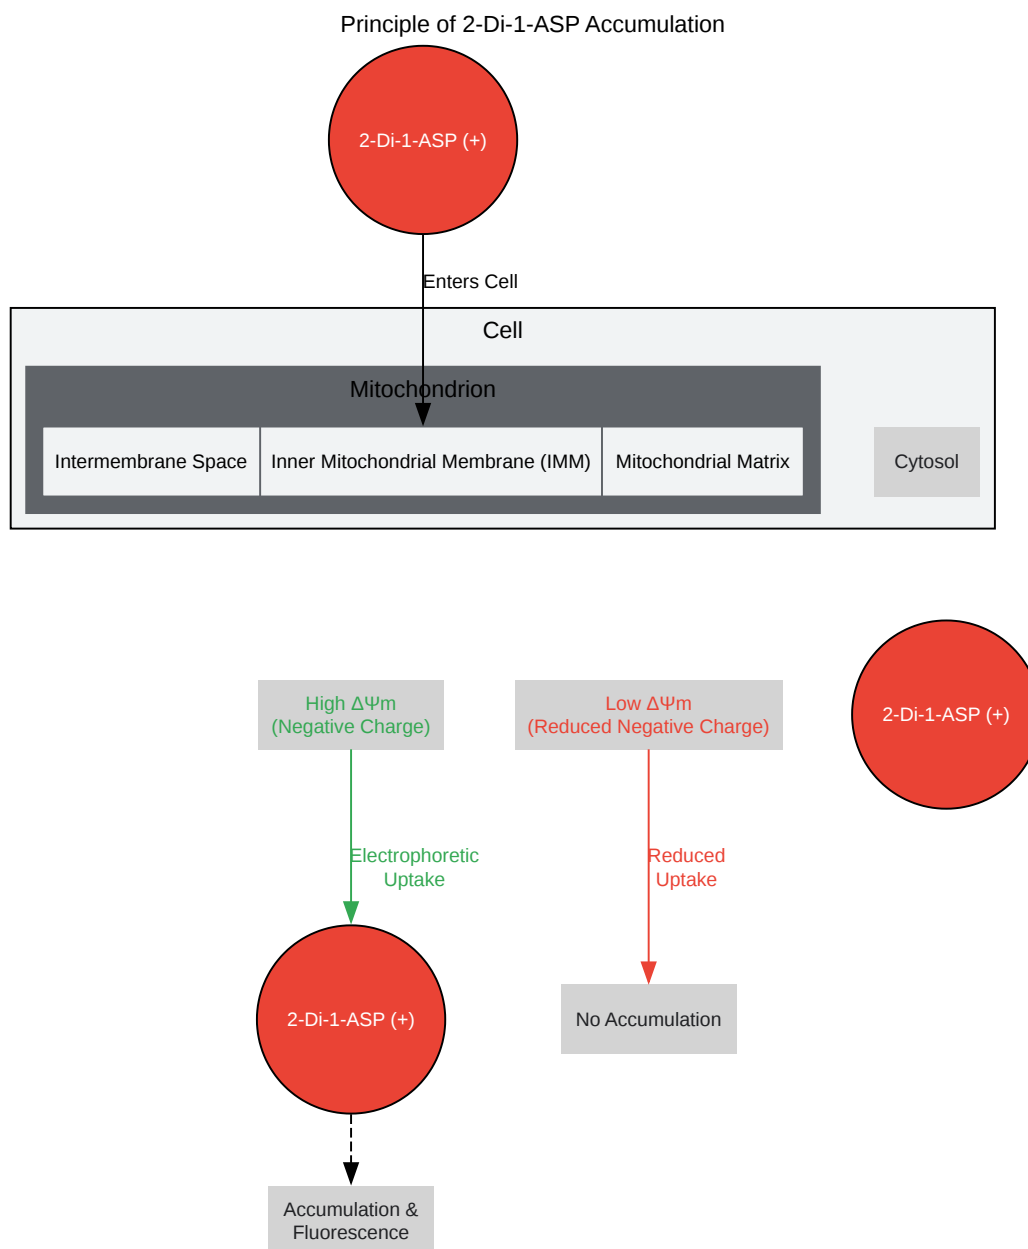 Principle of 2-Di-1-ASP Accumulation
2-Di-1-ASP (+)
Enters Cell
Cell
Mitochondrion
Intermembrane Space
Inner Mitochondrial Membrane (IMM)
Mitochondrial Matrix
Cytosol
High ΔΨm
(Negative Charge)
Low ΔΨm
(Reduced Negative Charge)
2-Di-1-ASP (+)
Electrophoretic
Uptake
Reduced
Uptake
2-Di-1-ASP (+)
No Accumulation
Accumulation &
Fluorescence